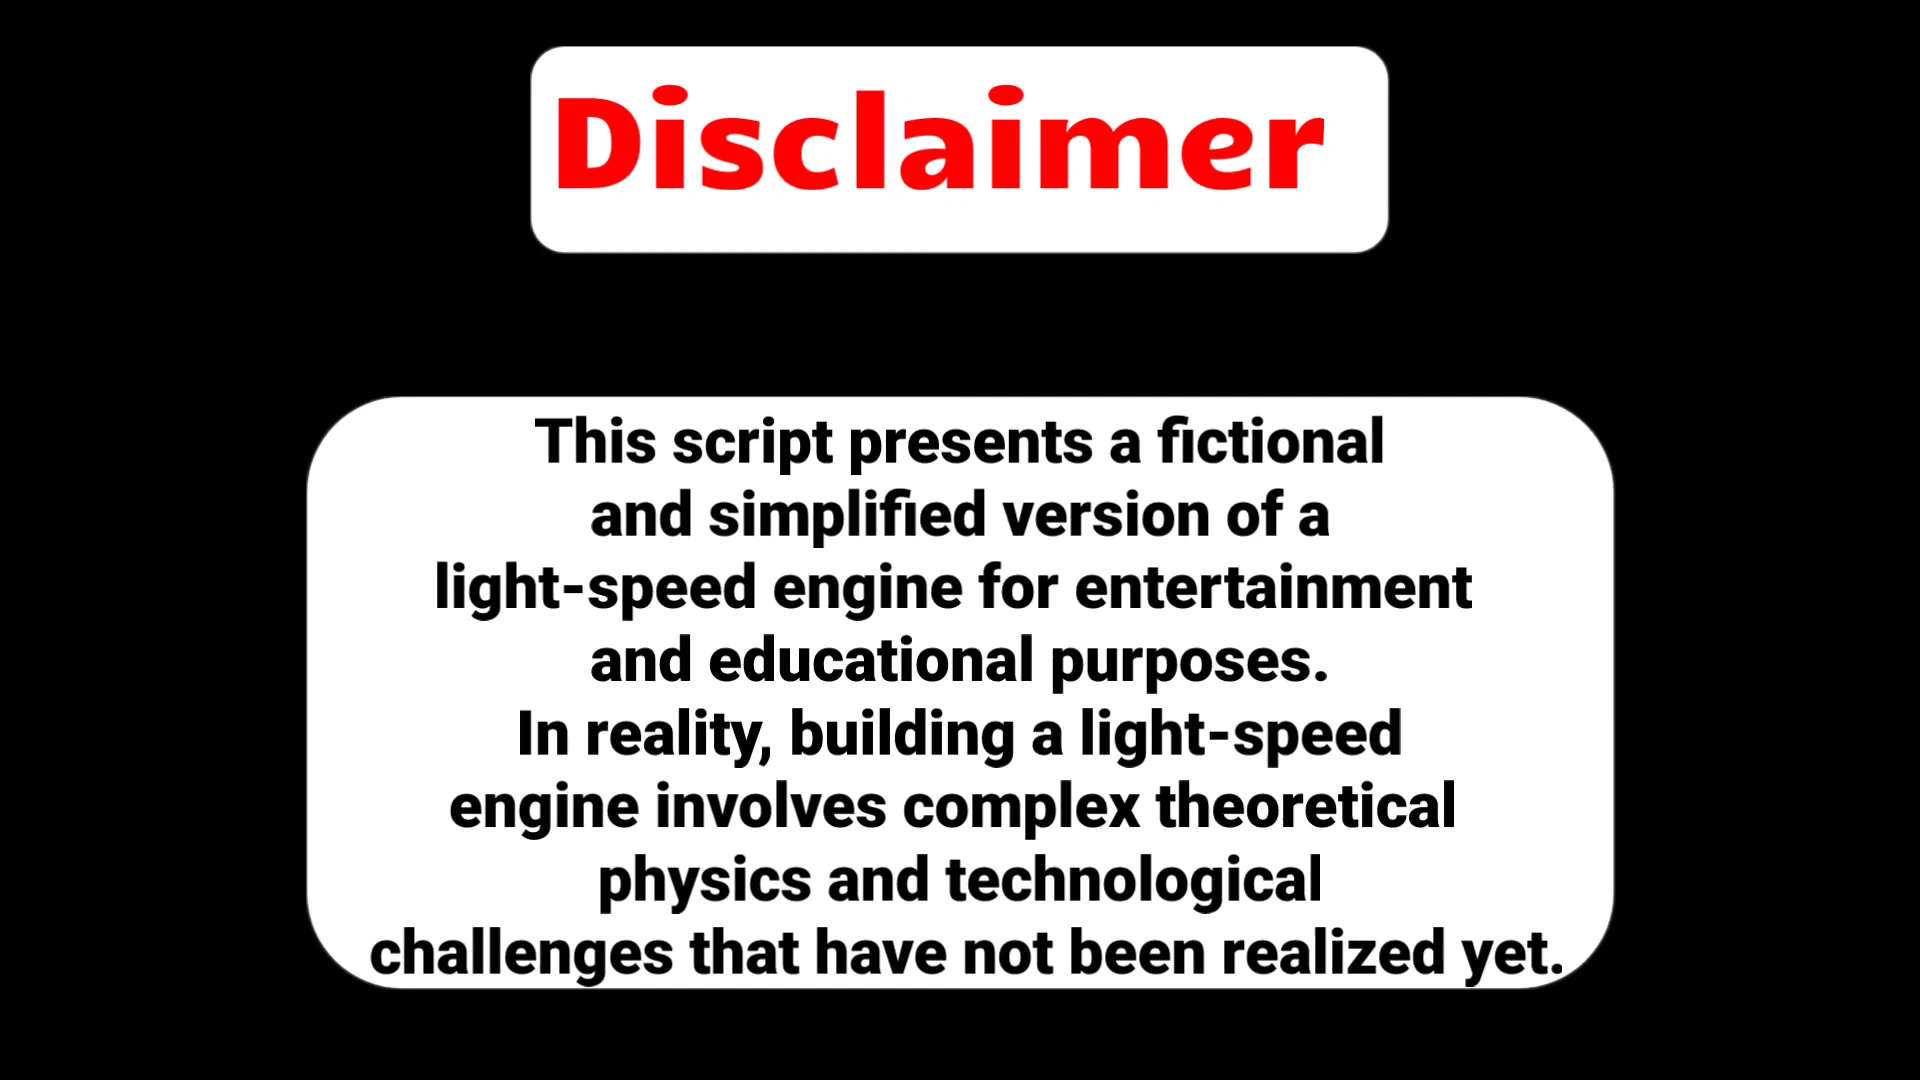 Disclaimer
This script presents a fictional
and simplified version of a
light-speed engine for entertainment
and educational purposes.
In reality, building a light-speed
engine involves complex theoretical
physics and technological
challenges that have not been realized yet.